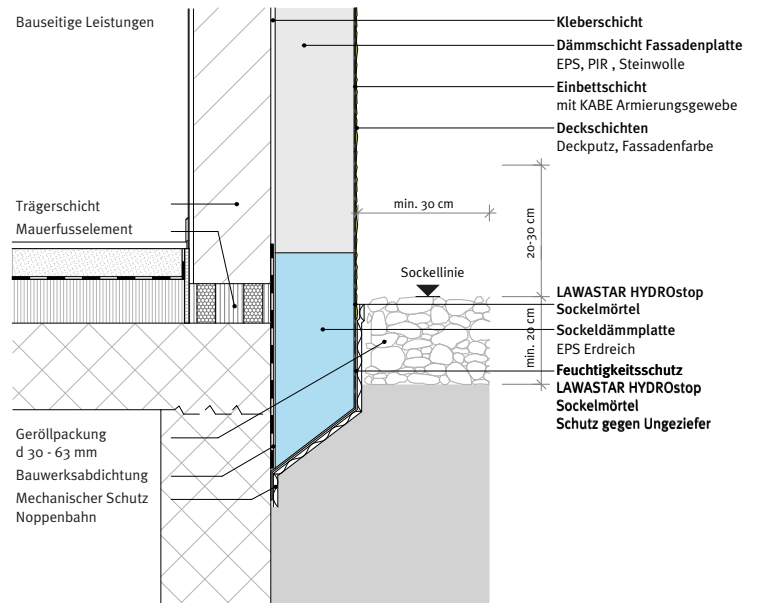 Bauseitige Leistungen
Trägerschicht
Mauerfusselement
Geröllpackung
d 30 - 63 mm
Bauwerksabdichtung
Mechanischer Schutz
Noppenbahn
min. 30 cm
Sockellinie
20-30 cm
min. 20 cm
Kleberschicht
Dämmschicht Fassadenplatte
EPS, PIR , Steinwolle
Einbettschicht
mit KABE Armierungsgewebe
Deckschichten
Deckputz, Fassadenfarbe
LAWASTAR HYDROstop
Sockelmörtel
Sockeldämmplatte
EPS Erdreich
Feuchtigkeitsschutz
LAWASTAR HYDROstop
Sockelmörtel
Schutz gegen Ungeziefer